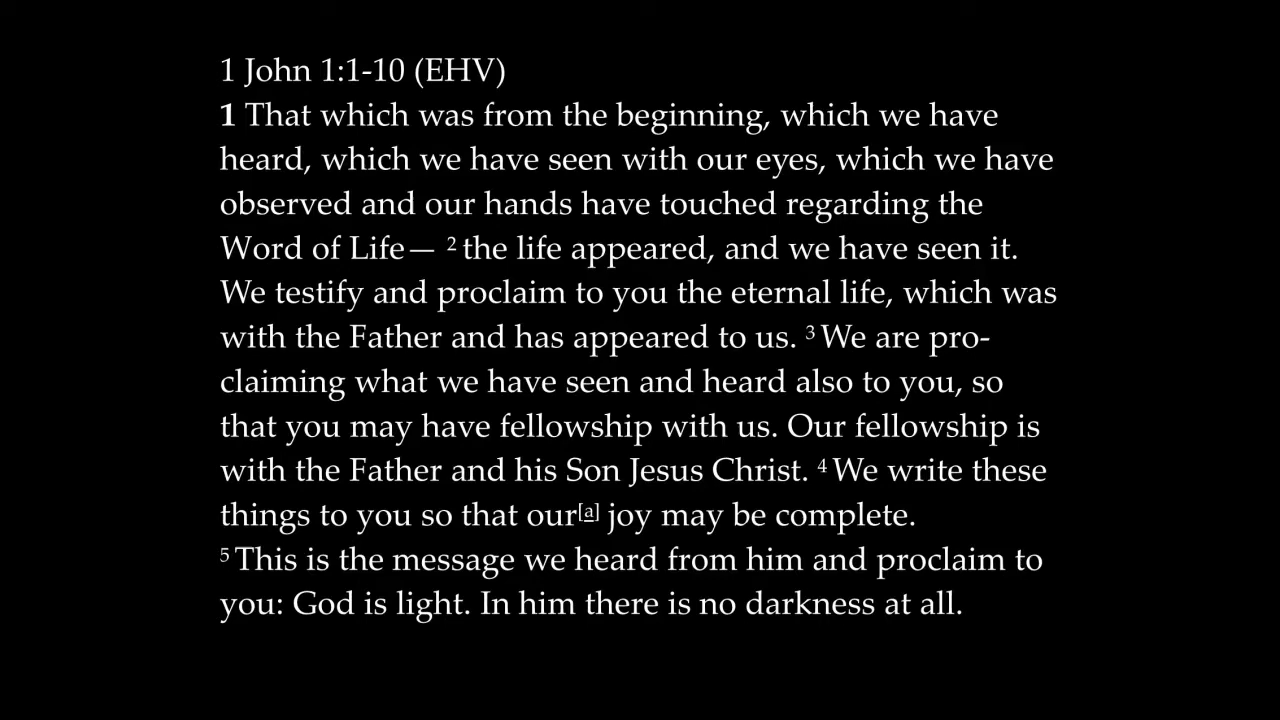 1 John 1:1-10 (EHV)
1 That which was from the beginning, which we have
heard, which we have seen with our eyes, which we have
observed and our hands have touched regarding the
Word of Life— 2 the life appeared, and we have seen it.
We testify and proclaim to you the eternal life, which was
with the Father and has appeared to us. 3 We are pro-
claiming what we have seen and heard also to you, so
that you may have fellowship with us. Our fellowship is
with the Father and his Son Jesus Christ. 4 We write these
things to you so that our[a] joy may be complete.
5 This is the message we heard from him and proclaim to
you: God is light. In him there is no darkness at all.